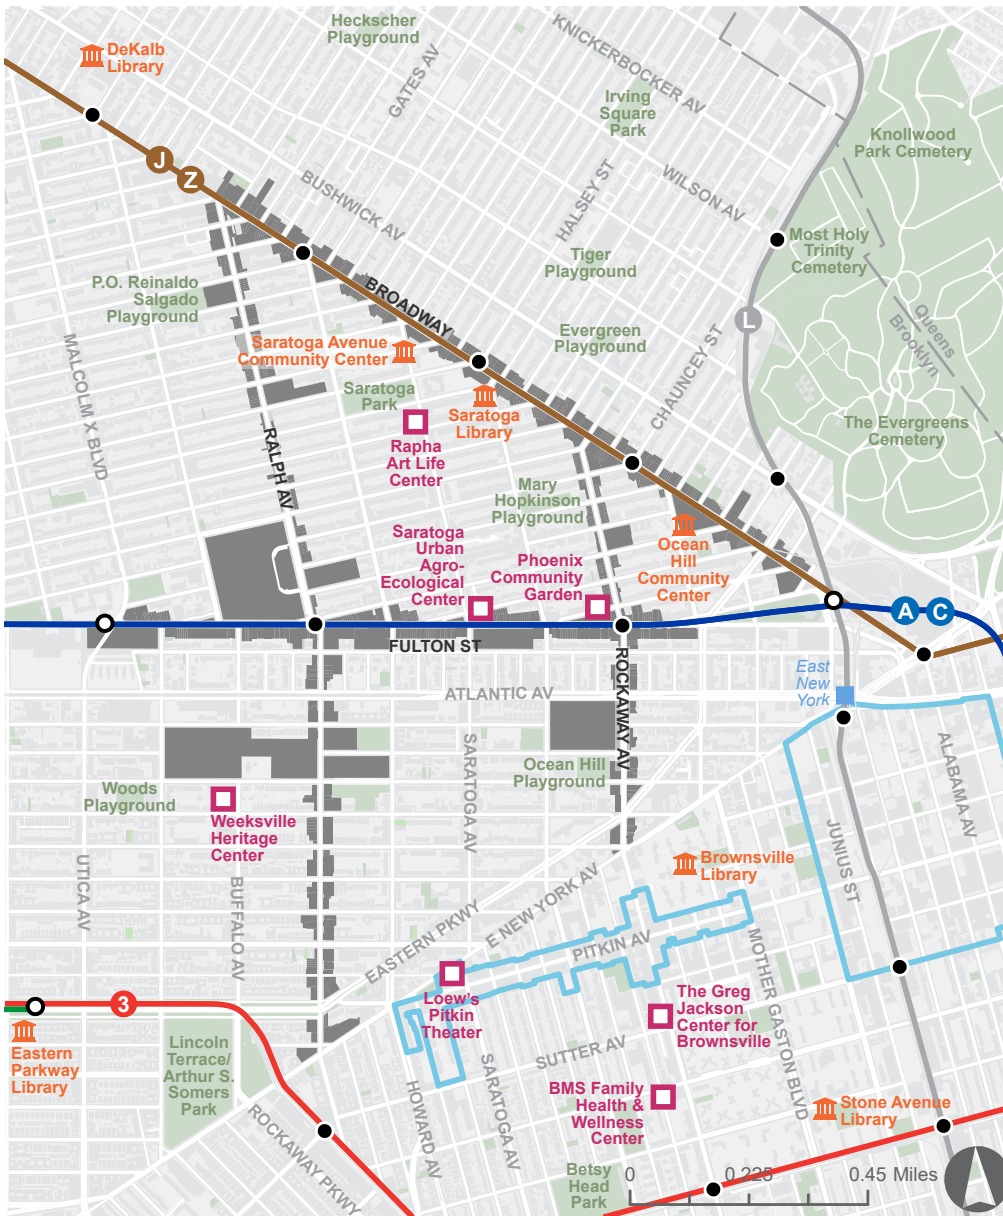 Heckscher
Playground
DeKalb
Library
GATES AV
KNICKERBOCKER AV
Irving
Square
Park
Knollwood
Park Cemetery
J
Z
BUSHWICK AV
HALSEY ST
WILSON AV
Most Holy
Trinity
Cemetery
Tiger
Playground
P.O. Reinaldo
Salgado
Playground
BROADWAY
L
Queens
Brooklyn
MALCOLM X BLVD
Saratoga Avenue
Community Center
Evergreen
Playground
CHAUNCEY ST
Saratoga
Park
Saratoga
Library
The Evergreens
Cemetery
RALPH AV
Rapha
Art Life
Center
Mary
Hopkinson
Playground
Saratoga
Urban
Agro-
Ecological
Center
Phoenix
Community
Garden
Ocean
Hill
Community
Center
A
C
FULTON ST
ROCKAWAY AV
East
New
York
ATLANTIC AV
SARATOGA AV
ALABAMA AV
Ocean Hill
Playground
Woods
Playground
Weeksville
Heritage
Center
JUNIUS ST
Brownsville
Library
UTICA AV
BUFFALO AV
EASTERN PKWY
E NEW YORK AV
PITKIN AV
MOTHER GASTON BLVD
3
Loew's
Pitkin
Theater
The Greg
Jackson
Center for
Brownsville
Eastern
Parkway
Library
Lincoln
Terrace/
Arthur S.
Somers
Park
SUTTER AV
HOWARD AV
SARATOGA AV
BMS Family
Health &
Wellness
Center
Stone Avenue
Library
ROCKAWAY PKWY
Betsy
Head
Park
0
0.225
0.45 Miles